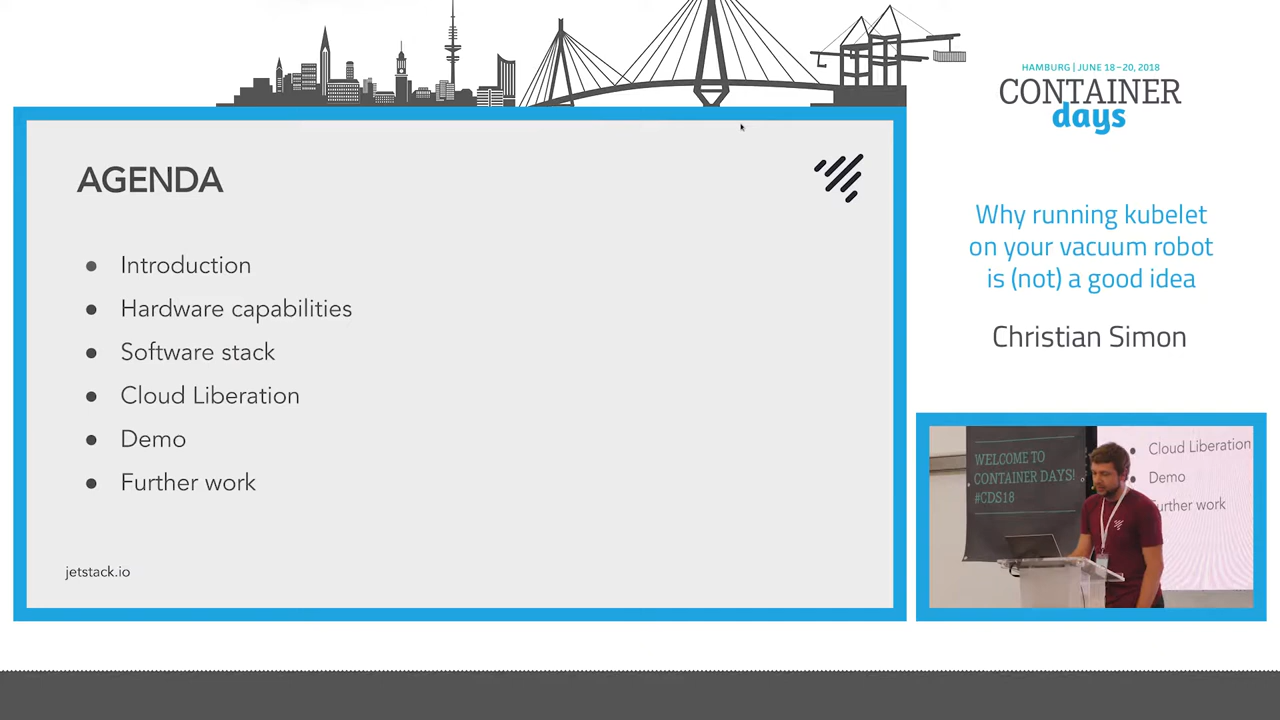 AGENDA
● Introduction
● Hardware capabilities
● Software stack
● Cloud Liberation
● Demo
● Further work
jetstack.io
HAMBURG | JUNE 18–20, 2018
CONTAINER
days
Why running kubelet
on your vacuum robot
is (not) a good idea
Christian Simon
WELCOME TO
CONTAINER DAYS!
#CDS18
● Cloud Liberation
● Demo
urther work